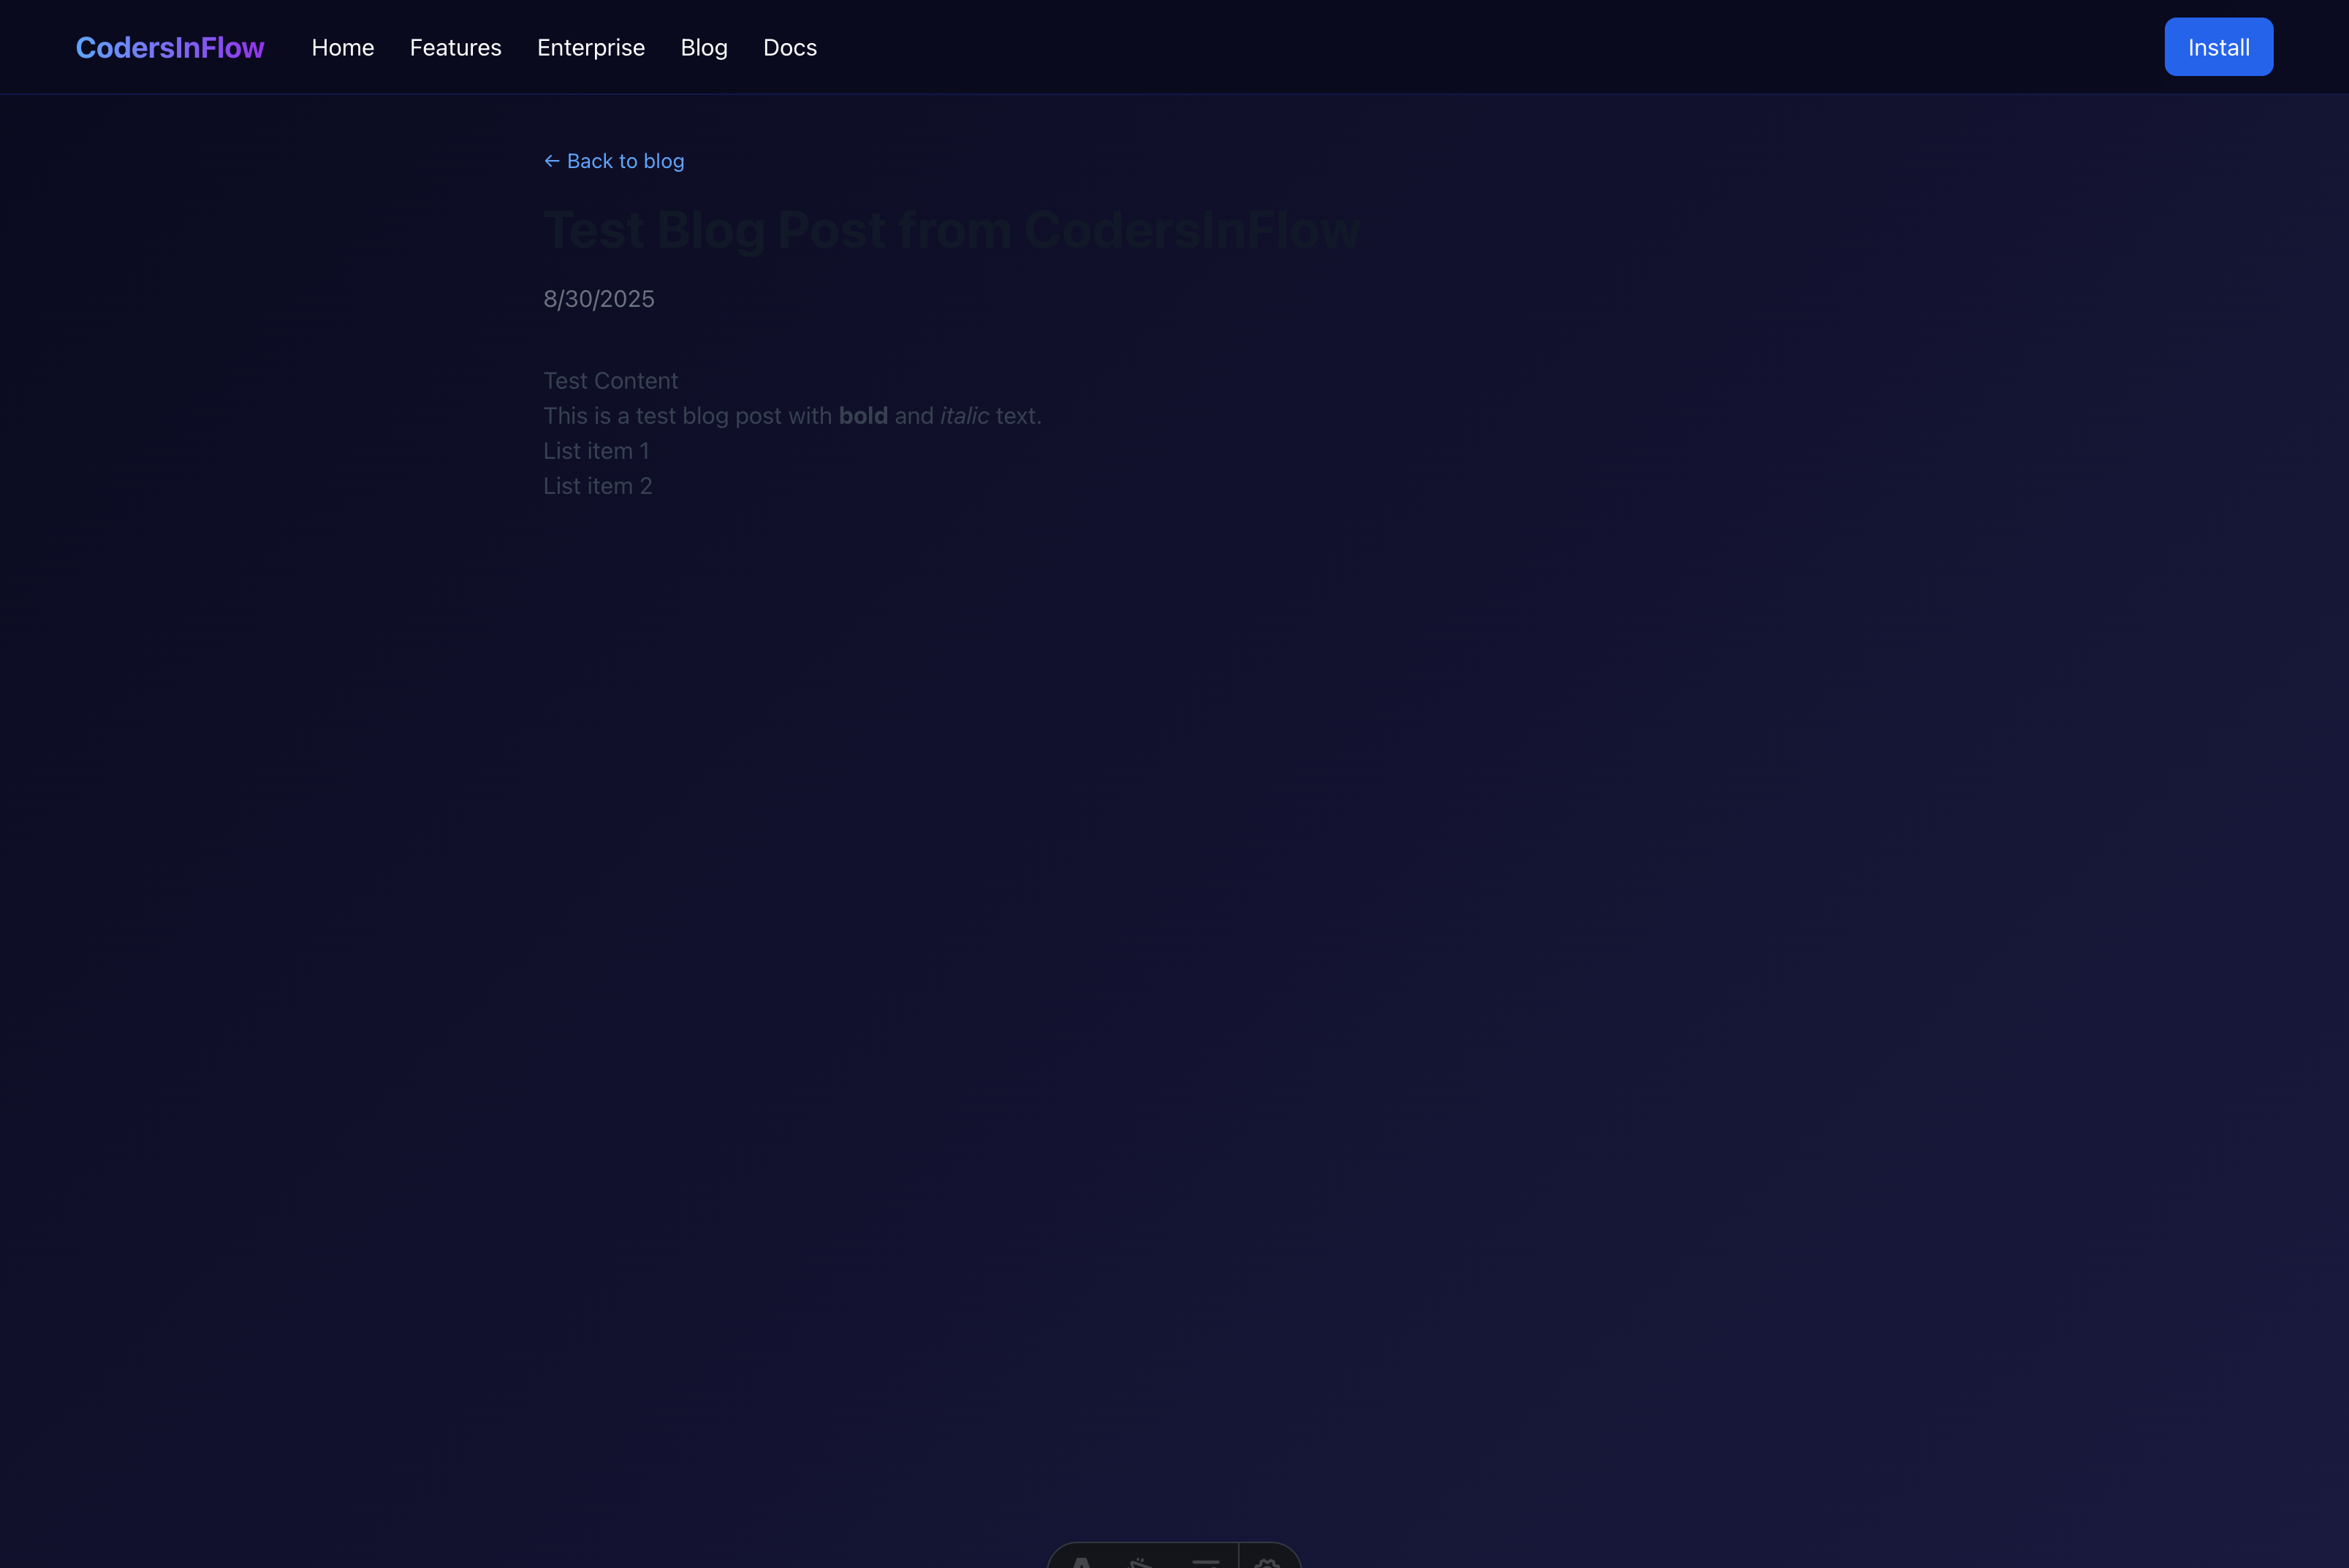 CodersInFlow Home Features Enterprise Blog Docs Install
← Back to blog
Test Blog Post from CodersInFlow
8/30/2025
Test Content
This is a test blog post with bold and italic text.
List item 1
List item 2